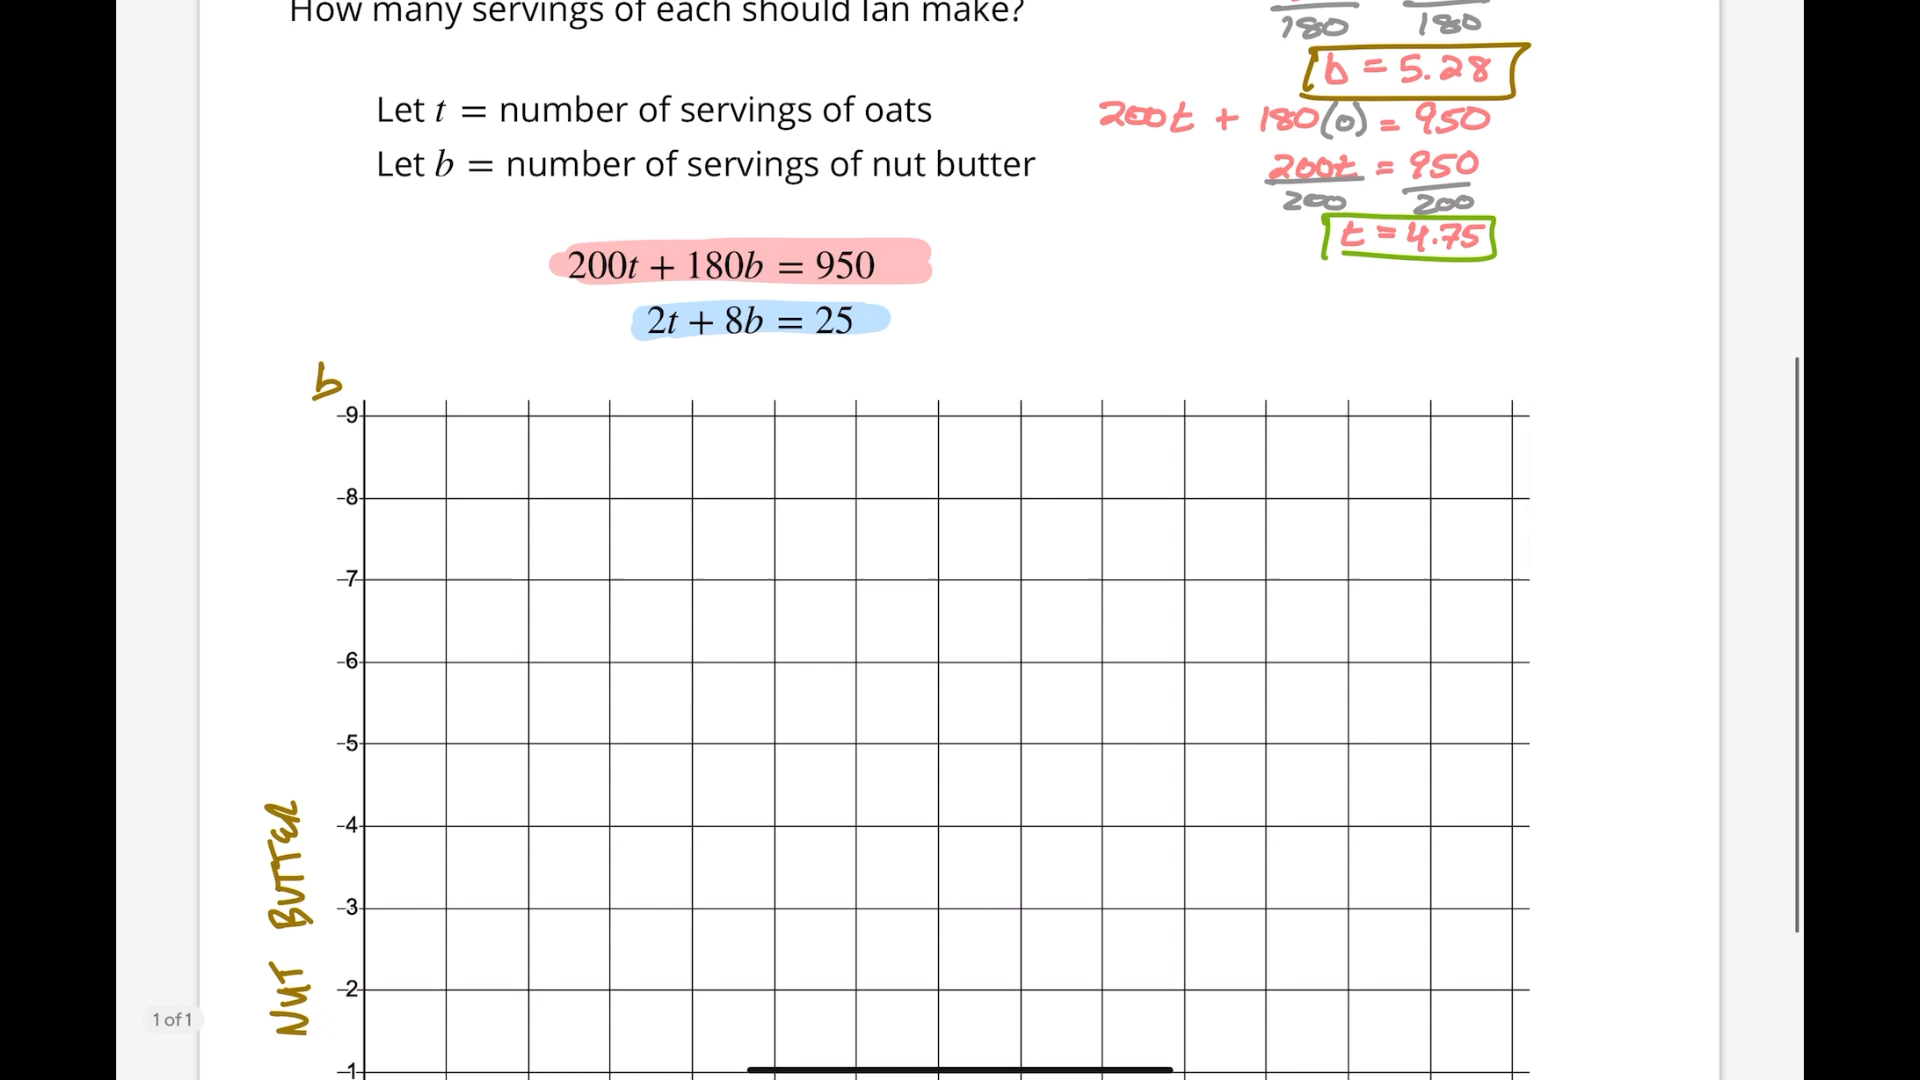 How many servings of each should Ian make?
Let t = number of servings of oats
Let b = number of servings of nut butter
200t + 180b = 950
2t + 8b = 25
180 180
b = 5.28
200t + 180(0) = 950
200t = 950
200 200
t = 4.75
b
9
8
7
6
5
4
3
2
1
NUT BUTTER
1 of 1